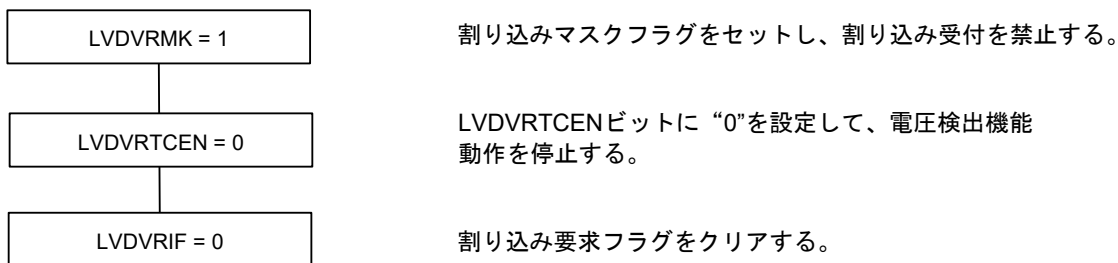 LVDVRMK = 1
割り込みマスクフラグをセットし、割り込み受付を禁止する。
LVDVRTCEN = 0
LVDVRTCENビットに“0”を設定して、電圧検出機能
動作を停止する。
LVDVRIF = 0
割り込み要求フラグをクリアする。